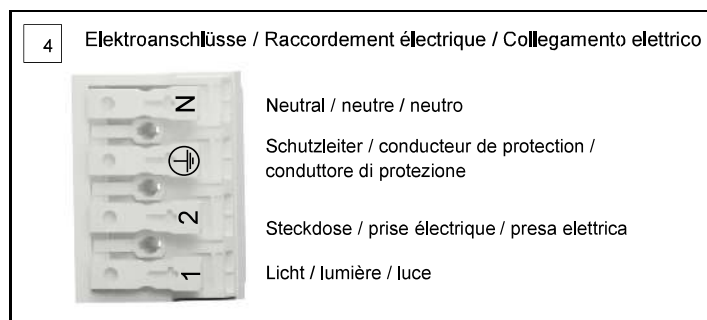 4
Elektroanschlüsse / Raccordement électrique / Collegamento elettrico
N
Neutral / neutre / neutro
Schutzleiter / conducteur de protection /
conduttore di protezione
2
Steckdose / prise électrique / presa elettrica
1
Licht / lumière / luce